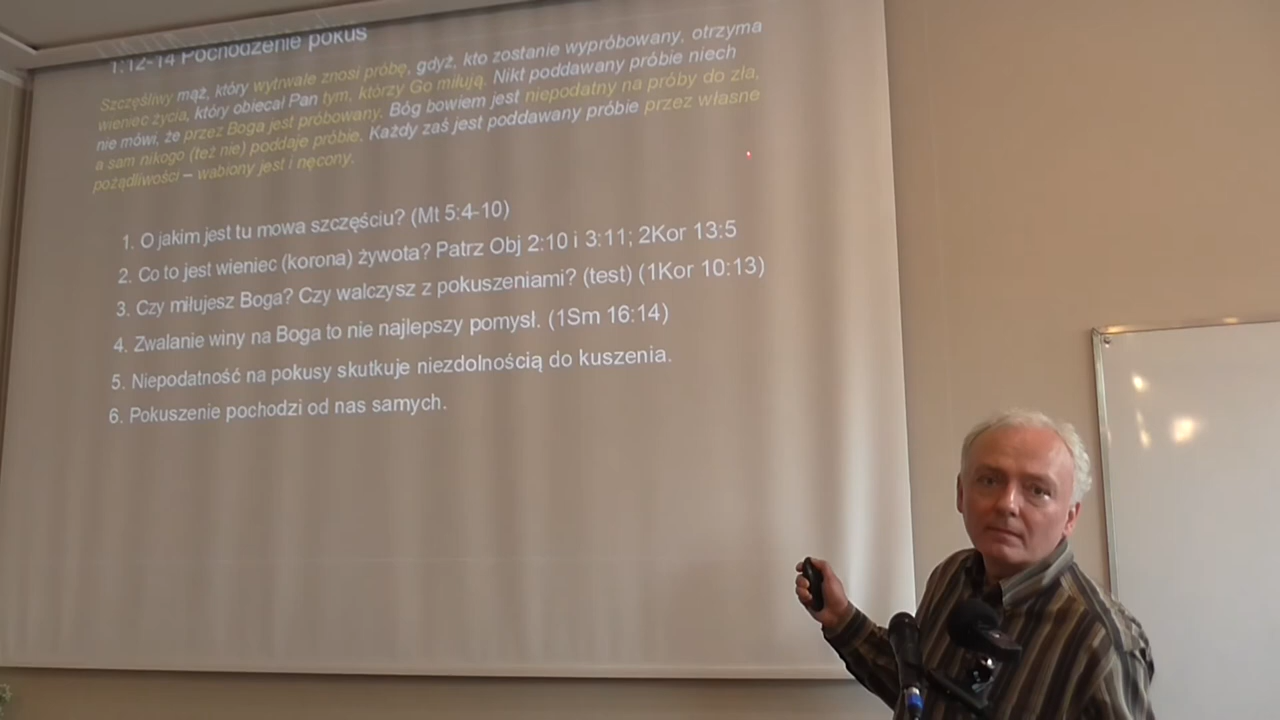 1:12-14 Pochodzenie pokus
Szczęśliwy mąż, który wytrwale znosi próbę, gdyż, kto zostanie wypróbowany, otrzyma
wieniec życia, który obiecał Pan tym, którzy Go miłują. Nikt poddawany próbie niech
nie mówi, że przez Boga jest próbowany. Bóg bowiem jest niepodatny na próby do zła,
a sam nikogo (też nie) poddaje próbie. Każdy zaś jest poddawany próbie przez własne
pożądliwości – wabiony jest i nęcony.
1. O jakim jest tu mowa szczęściu? (Mt 5:4-10)
2. Co to jest wieniec (korona) żywota? Patrz Obj 2:10 i 3:11; 2Kor 13:5
3. Czy miłujesz Boga? Czy walczysz z pokuszeniami? (test) (1Kor 10:13)
4. Zwalanie winy na Boga to nie najlepszy pomysł. (1Sm 16:14)
5. Niepodatność na pokusy skutkuje niezdolnością do kuszenia.
6. Pokuszenie pochodzi od nas samych.